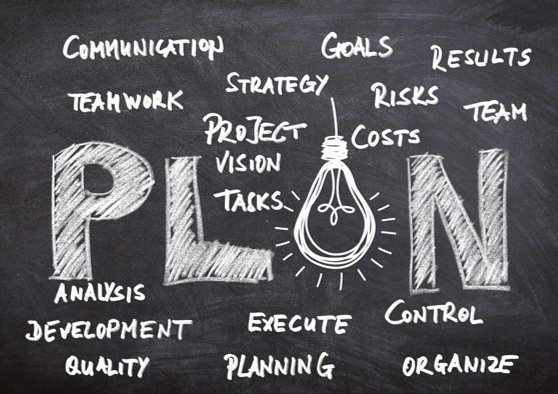 COMMUNICATION
GOALS
RESULTS
STRATEGY
TEAMWORK
RISKS
TEAM
PROJECT
COSTS
VISION
TASKS
PLAN
ANALYSIS
CONTROL
DEVELOPMENT
EXECUTE
QUALITY
PLANNING
ORGANIZE